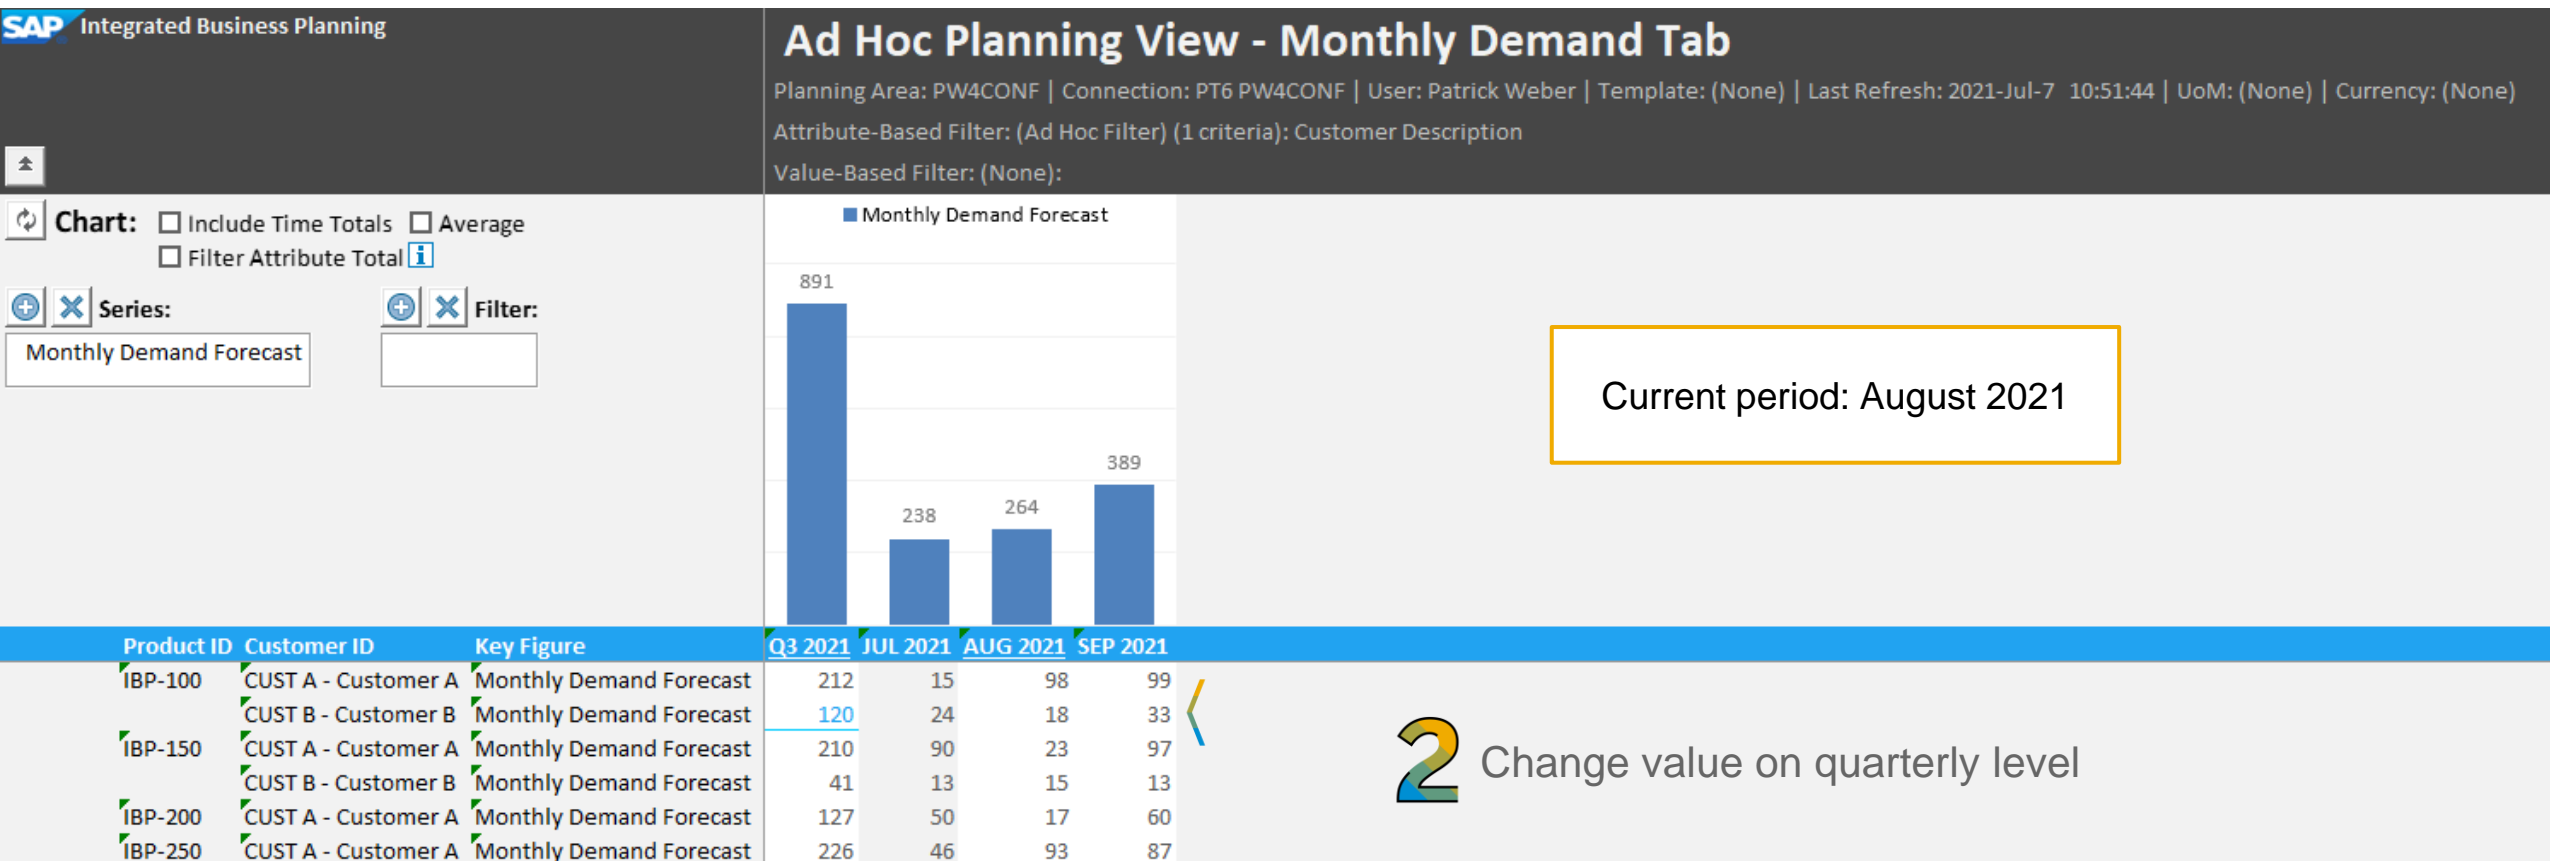 SAP Integrated Business Planning
Ad Hoc Planning View - Monthly Demand Tab
Planning Area: PW4CONF | Connection: PT6 PW4CONF | User: Patrick Weber | Template: (None) | Last Refresh: 2021-Jul-7 10:51:44 | UoM: (None) | Currency: (None)
Attribute-Based Filter: (Ad Hoc Filter) (1 criteria): Customer Description
Value-Based Filter: (None):
Chart: Include Time Totals Average
Filter Attribute Total i
Series: Filter:
Monthly Demand Forecast
Monthly Demand Forecast
891
238
264
389
Current period: August 2021
Product ID Customer ID Key Figure Q3 2021 JUL 2021 AUG 2021 SEP 2021
IBP-100 CUST A - Customer A Monthly Demand Forecast 212 15 98 99
CUST B - Customer B Monthly Demand Forecast 120 24 18 33
IBP-150 CUST A - Customer A Monthly Demand Forecast 210 90 23 97
CUST B - Customer B Monthly Demand Forecast 41 13 15 13
IBP-200 CUST A - Customer A Monthly Demand Forecast 127 50 17 60
IBP-250 CUST A - Customer A Monthly Demand Forecast 226 46 93 87
2 Change value on quarterly level